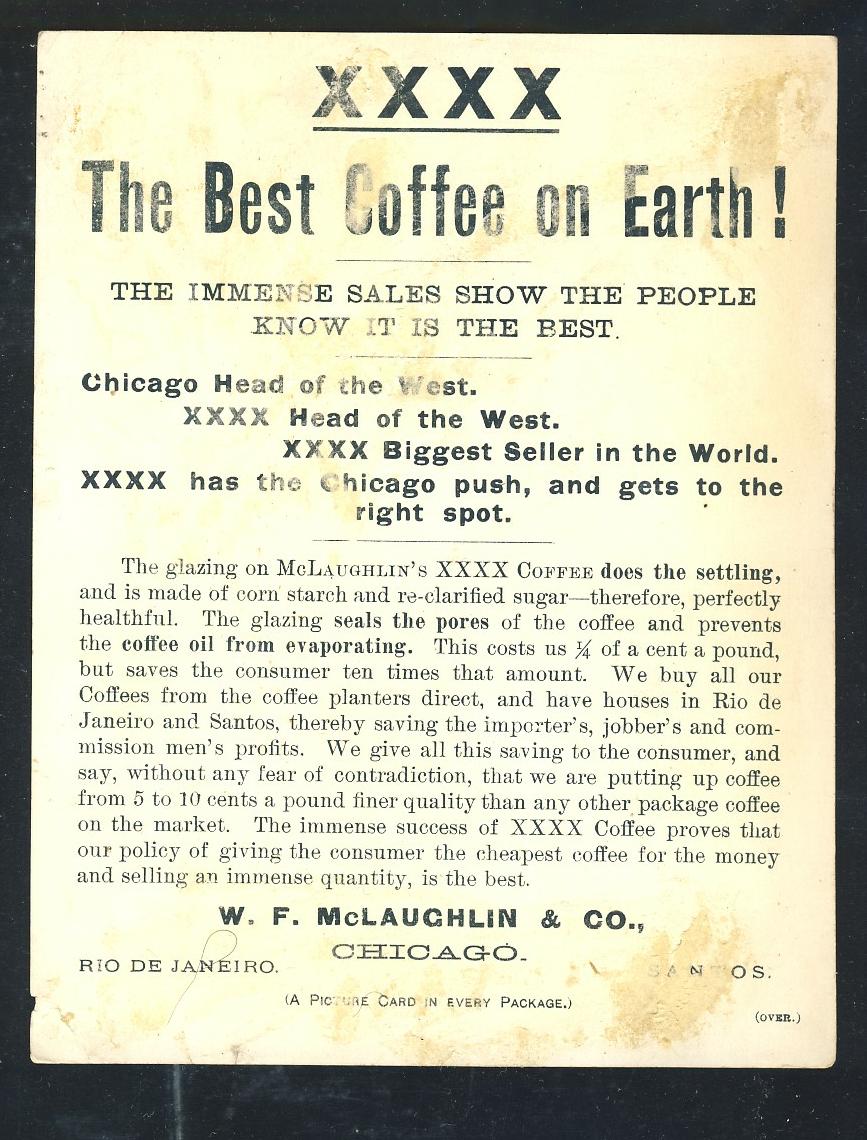 XXXX
The Best Coffee on Earth!
THE IMMENSE SALES SHOW THE PEOPLE
KNOW IT IS THE BEST.
Chicago Head of the West.
XXXX Head of the West.
XXXX Biggest Seller in the World.
XXXX has the Chicago push, and gets to the
right spot.
The glazing on McLAUGHLIN'S XXXX COFFEE does the settling,
and is made of corn starch and re-clarified sugar—therefore, perfectly
healthful. The glazing seals the pores of the coffee and prevents
the coffee oil from evaporating. This costs us ¼ of a cent a pound,
but saves the consumer ten times that amount. We buy all our
Coffees from the coffee planters direct, and have houses in Rio de
Janeiro and Santos, thereby saving the importer's, jobber's and com-
mission men's profits. We give all this saving to the consumer, and
say, without any fear of contradiction, that we are putting up coffee
from 5 to 10 cents a pound finer quality than any other package coffee
on the market. The immense success of XXXX Coffee proves that
our policy of giving the consumer the cheapest coffee for the money
and selling an immense quantity, is the best.
W. F. McLAUGHLIN & CO.,
CHICAGO.
RIO DE JANEIRO. SANTOS.
(A PICTURE CARD IN EVERY PACKAGE.)
(OVER.)